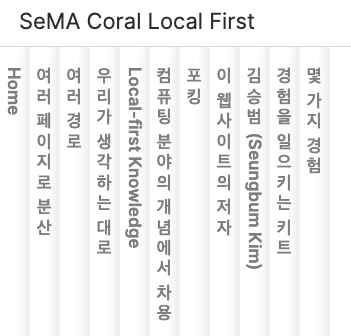 SeMA Coral Local First
Home
여러 페이지로 분산
여러 경로
우리가 생각하는 대로
Local-first Knowledge
컴퓨팅 분야의 개념에서 차용
포킹
이 웹사이트의 저자
김승범 (Seungbum Kim)
경험을 일으키는 키트
몇 가지 경험